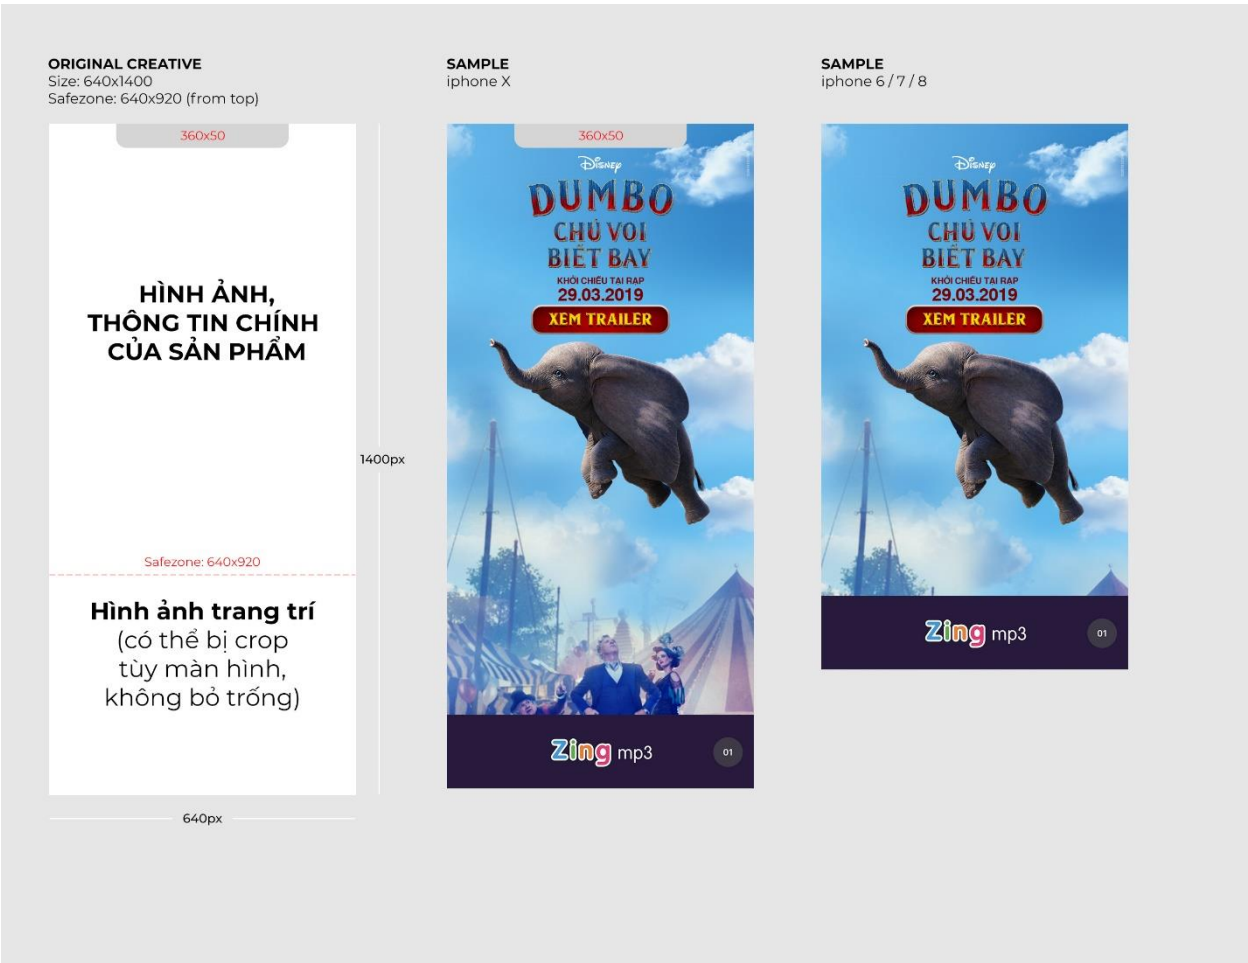 ORIGINAL CREATIVE
Size: 640x1400
Safezone: 640x920 (from top)
360x50
HÌNH ẢNH,
THÔNG TIN CHÍNH
CỦA SẢN PHẨM
Safezone: 640x920
Hình ảnh trang trí
(có thể bị crop
tùy màn hình,
không bỏ trống)
1400px
640px
SAMPLE
iphone X
360x50
DISNEY
DUMBO
CHÚ VOI
BIẾT BAY
KHỞI CHIẾU TẠI RẠP
29.03.2019
XEM TRAILER
Zing mp3
01
SAMPLE
iphone 6 / 7 / 8
DISNEY
DUMBO
CHÚ VOI
BIẾT BAY
KHỞI CHIẾU TẠI RẠP
29.03.2019
XEM TRAILER
Zing mp3
01